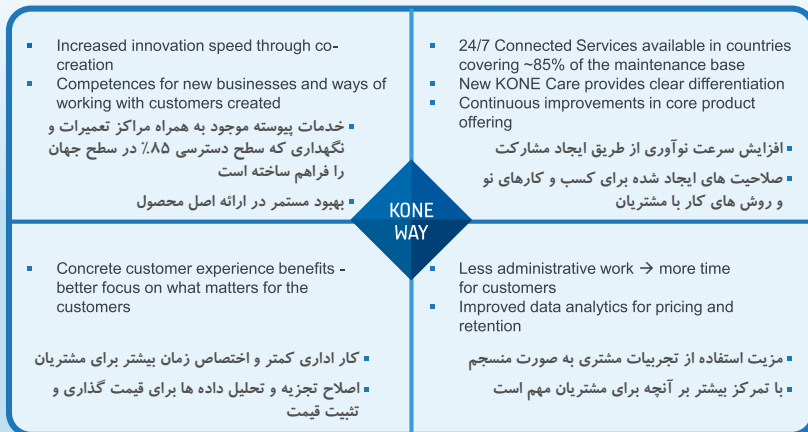 Increased innovation speed through co-
creation
Competences for new businesses and ways of
working with customers created
خدمات پیوسته موجود به همراه مراکز تعمیرات و
نگهداری که سطح دسترسی ۸۵٪ در سطح جهان
را فراهم ساخته است
بهبود مستمر در ارائه اصل محصول
24/7 Connected Services available in countries
covering ~85% of the maintenance base
New KONE Care provides clear differentiation
Continuous improvements in core product
offering
افزایش سرعت نوآوری از طریق ایجاد مشارکت
صلاحیت های ایجاد شده برای کسب و کارهای نو
و روش های کار با مشتریان
KONE
WAY
Concrete customer experience benefits -
better focus on what matters for the
customers
کار اداری کمتر و اختصاص زمان بیشتر برای مشتریان
اصلاح تجزیه و تحلیل داده ها برای قیمت گذاری و
تثبیت قیمت
Less administrative work → more time
for customers
Improved data analytics for pricing and
retention
مزیت استفاده از تجربیات مشتری به صورت منسجم
با تمرکز بیشتر بر آنچه برای مشتریان مهم است